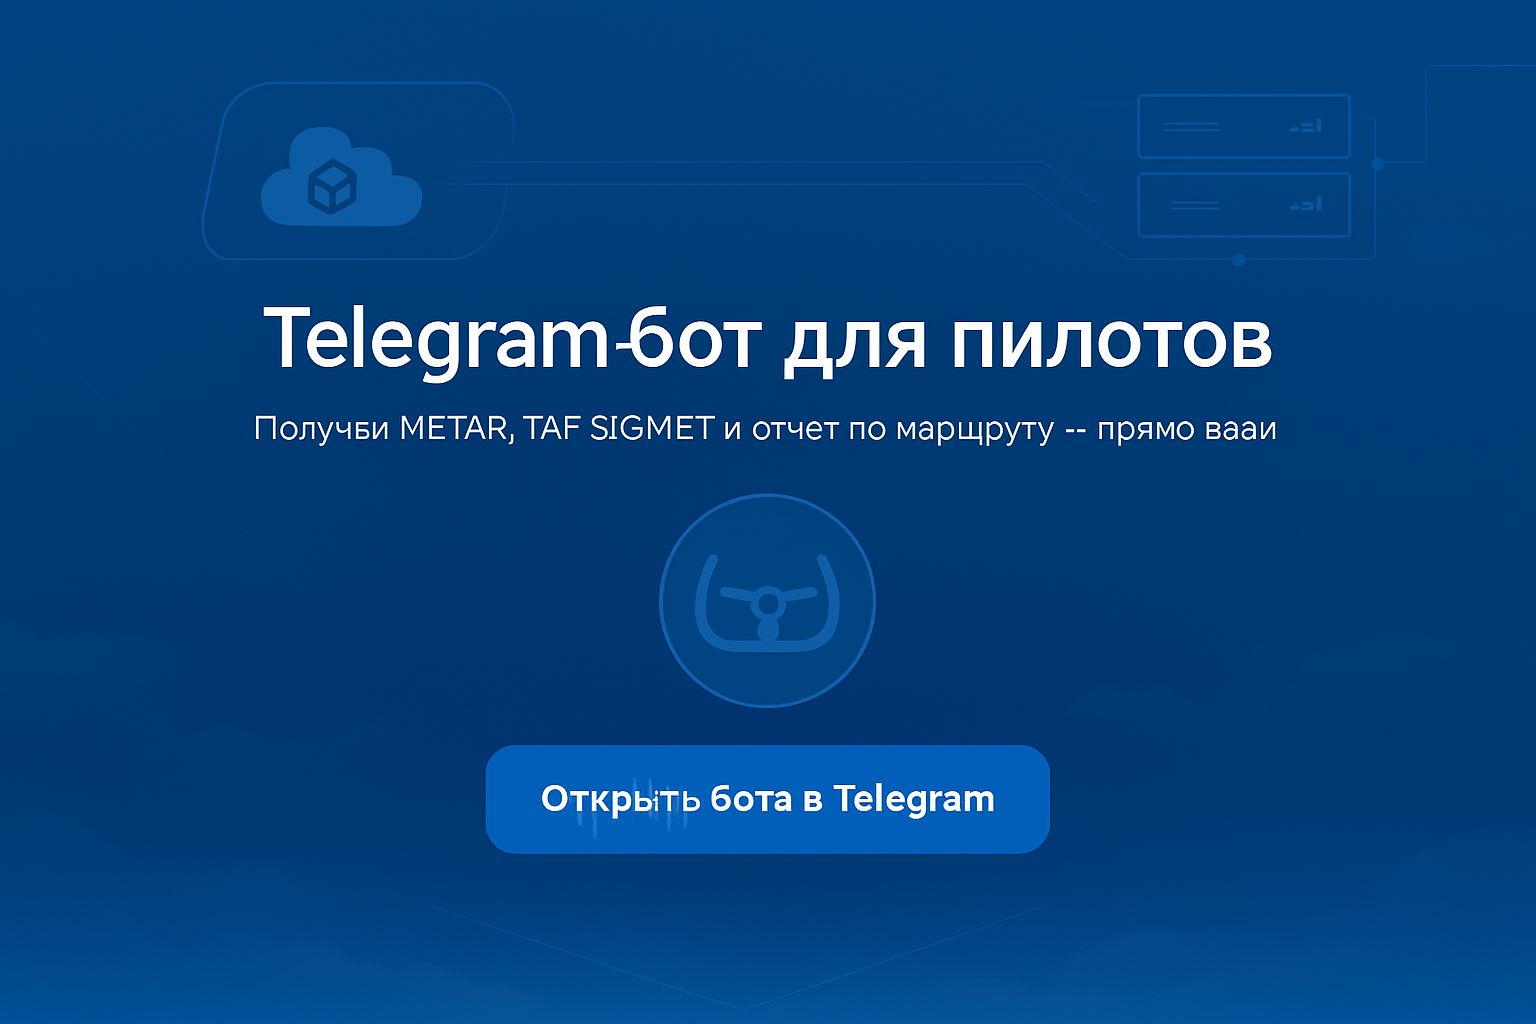 Telegram-бот для пилотов
Получби METAR, TAF SIGMET и отчет по марщруту -- прямо вааи
Открыть бота в Telegram